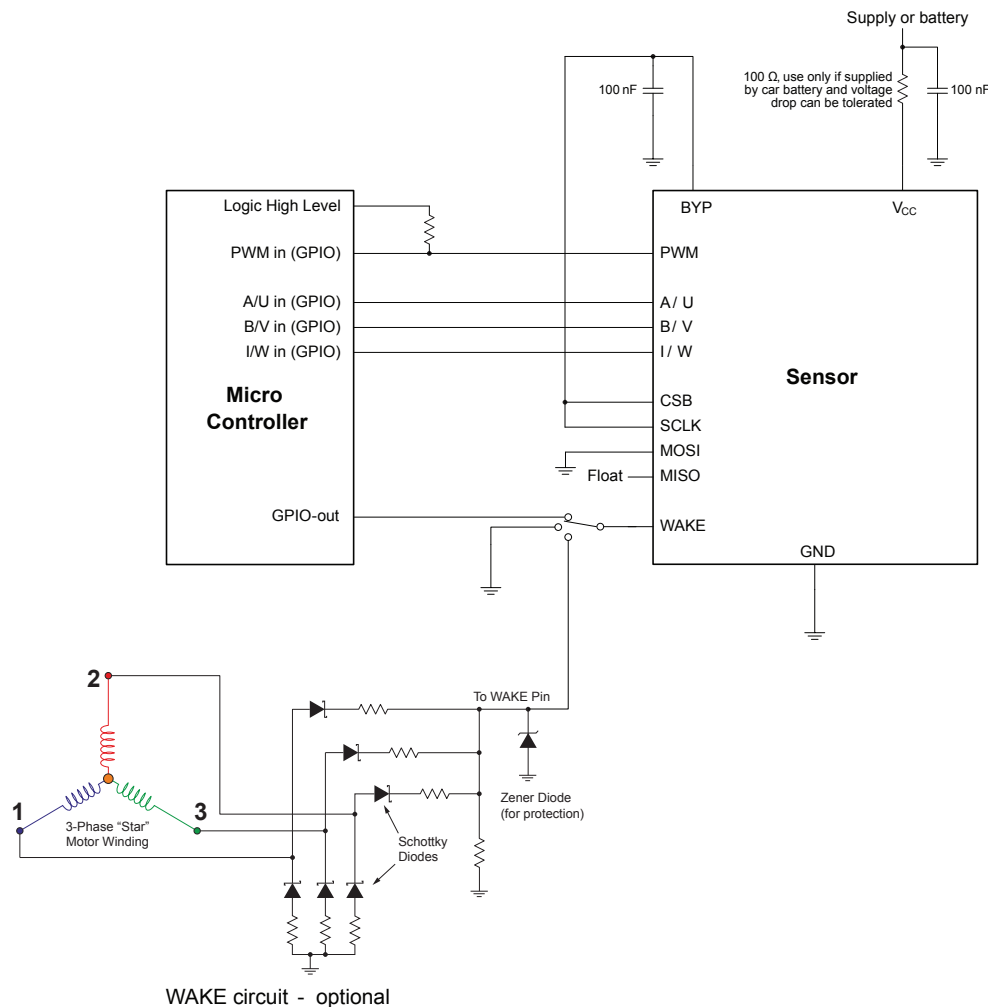 Supply or battery
100 Ω, use only if supplied
by car battery and voltage
drop can be tolerated
100 nF
100 nF
Logic High Level
PWM in (GPIO)
A/U in (GPIO)
B/V in (GPIO)
I/W in (GPIO)
Micro
Controller
GPIO-out
BYP
VCC
PWM
A / U
B / V
I / W
Sensor
CSB
SCLK
MOSI
Float
MISO
WAKE
GND
2
1
3
3-Phase “Star”
Motor Winding
To WAKE Pin
Zener Diode
(for protection)
Schottky
Diodes
WAKE circuit - optional